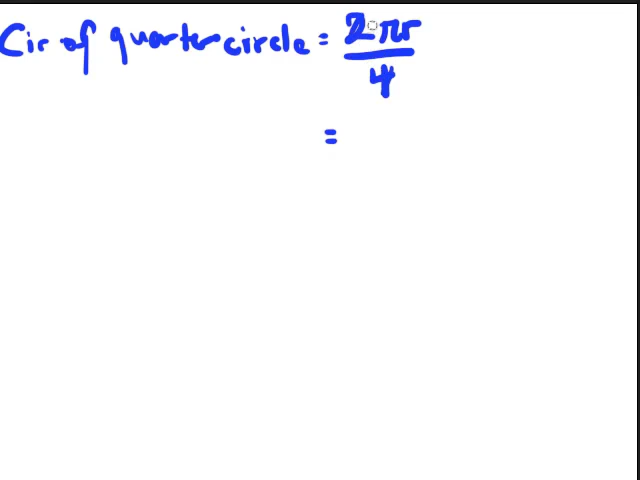 Cir of quarter circle = 2πr/4
=